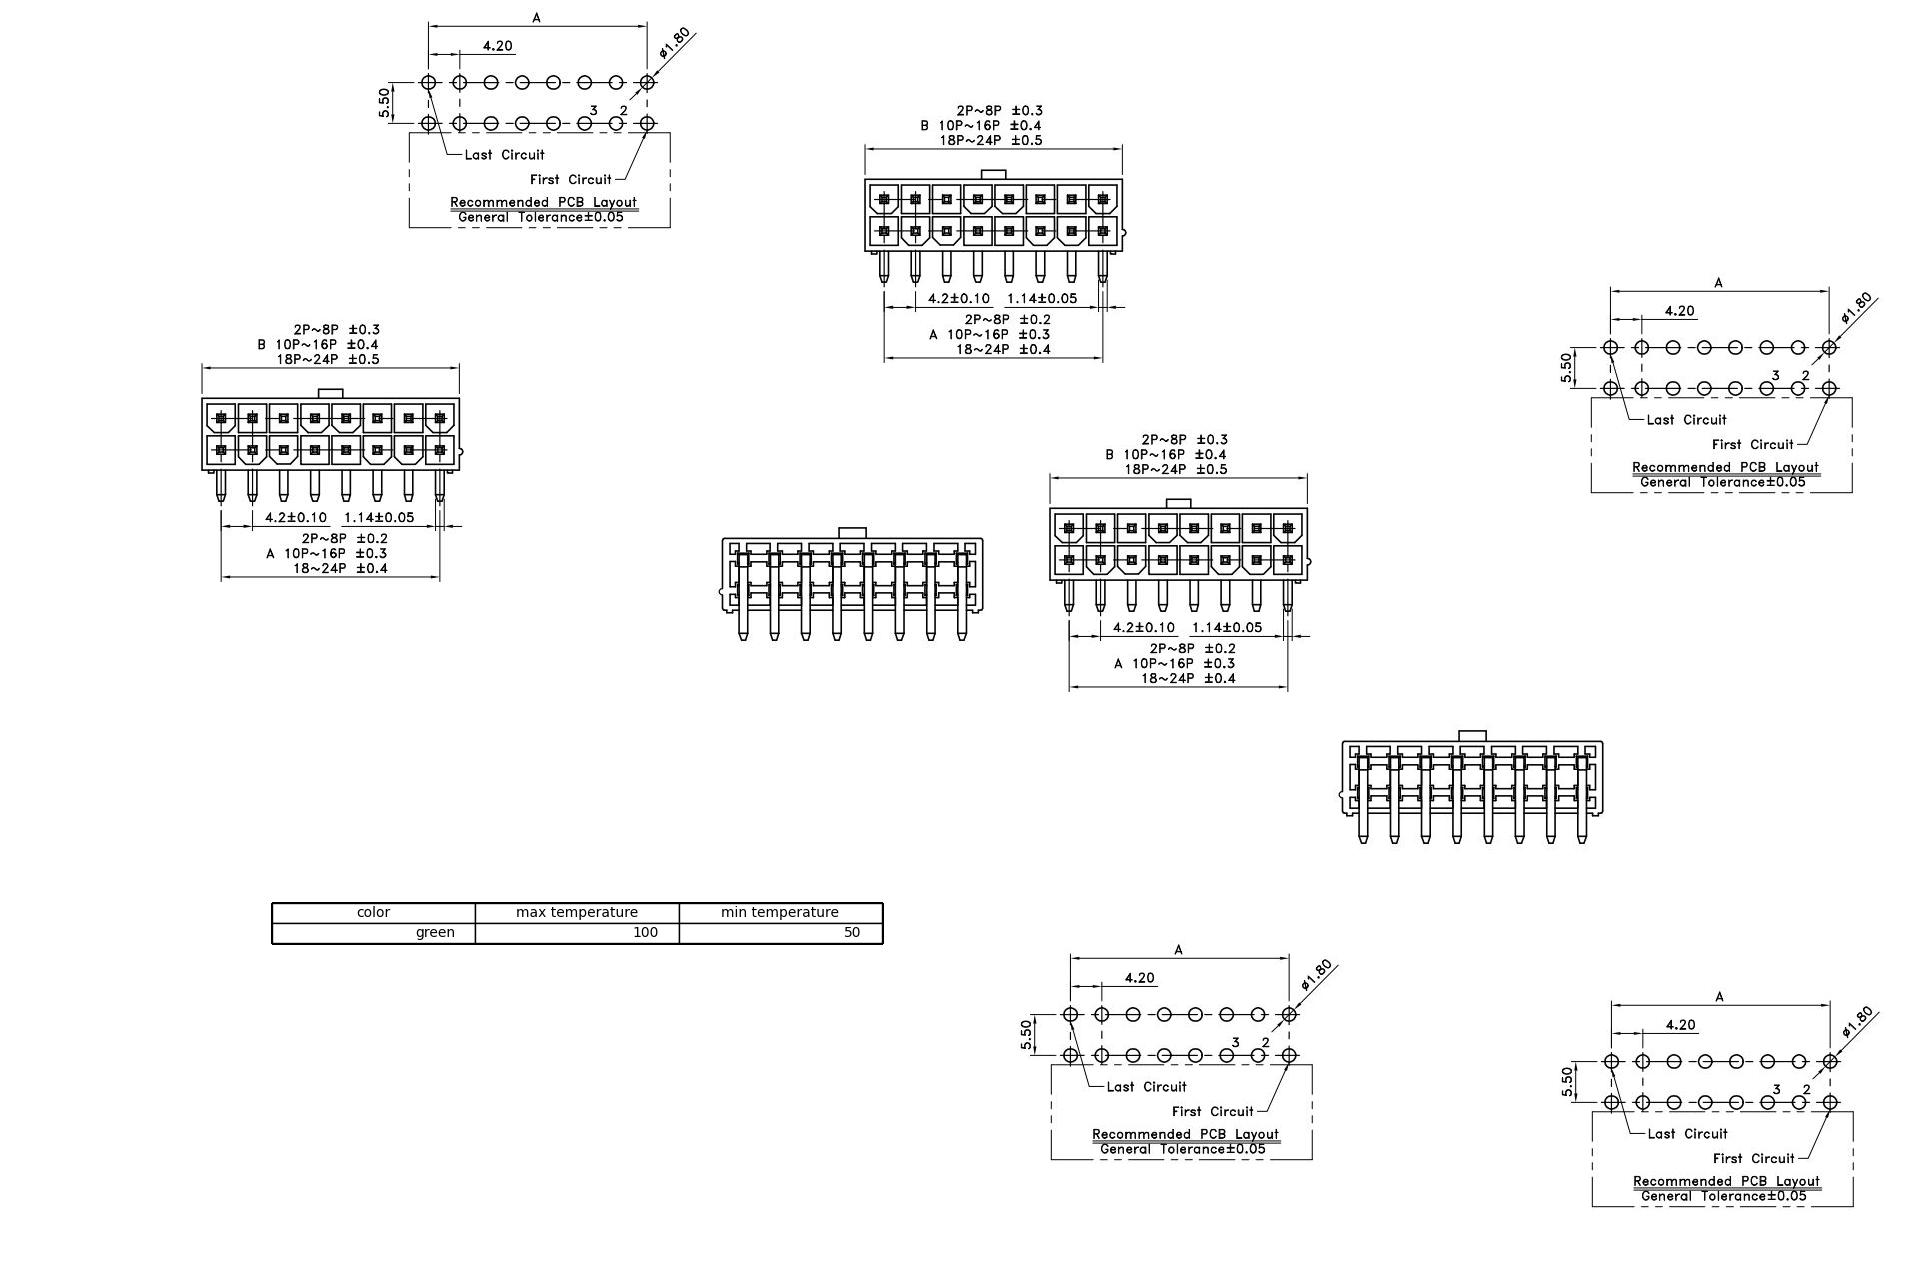 A
4.20
ø1.80
5.50
3 2
Last Circuit
First Circuit
Recommended PCB Layout
General Tolerance±0.05
2P~8P ±0.3
B 10P~16P ±0.4
18P~24P ±0.5
4.2±0.10 1.14±0.05
2P~8P ±0.2
A 10P~16P ±0.3
18~24P ±0.4
A
4.20
ø1.80
5.50
3 2
Last Circuit
First Circuit
Recommended PCB Layout
General Tolerance±0.05
2P~8P ±0.3
B 10P~16P ±0.4
18P~24P ±0.5
4.2±0.10 1.14±0.05
2P~8P ±0.2
A 10P~16P ±0.3
18~24P ±0.4
2P~8P ±0.3
B 10P~16P ±0.4
18P~24P ±0.5
4.2±0.10 1.14±0.05
2P~8P ±0.2
A 10P~16P ±0.3
18~24P ±0.4
color max temperature min temperature
green 100 50
A
4.20
ø1.80
5.50
3 2
Last Circuit
First Circuit
Recommended PCB Layout
General Tolerance±0.05
A
4.20
ø1.80
5.50
3 2
Last Circuit
First Circuit
Recommended PCB Layout
General Tolerance±0.05